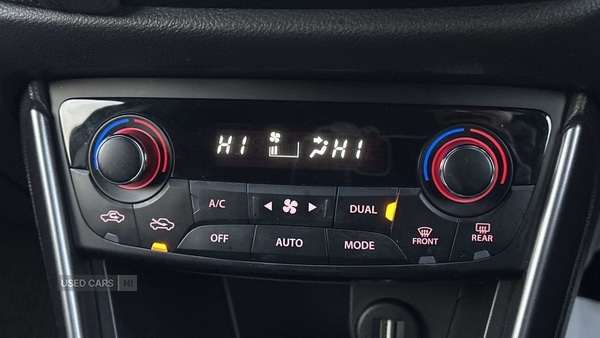 HI HI
A/C DUAL
OFF AUTO MODE FRONT REAR
USED CARS NI